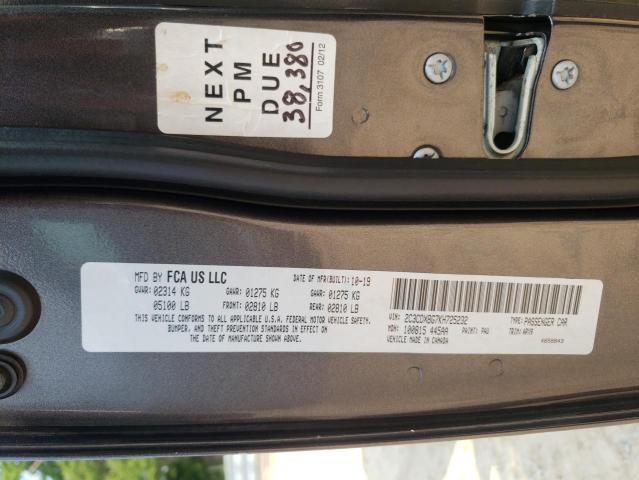 NEXT
PM
DUE
38,380
Form 3107 02/12
MFD BY FCA US LLC
DATE OF MFR(BUILT): 10-19
GVWR: 02314 KG
GAWR: 01275 KG
GAWR: 01275 KG
05100 LB
FRONT: 02810 LB
REAR: 02810 LB
THIS VEHICLE CONFORMS TO ALL APPLICABLE U.S.A. FEDERAL MOTOR VEHICLE SAFETY,
BUMPER, AND THEFT PREVENTION STANDARDS IN EFFECT ON
THE DATE OF MANUFACTURE SHOWN ABOVE.
VIN: 2C3CDXBG7KH725232
TYPE: PASSENGER CAR
MDH: 100815 445AA
PAINT: PAU
TRIM: APX9
VEHICLE MADE IN CANADA